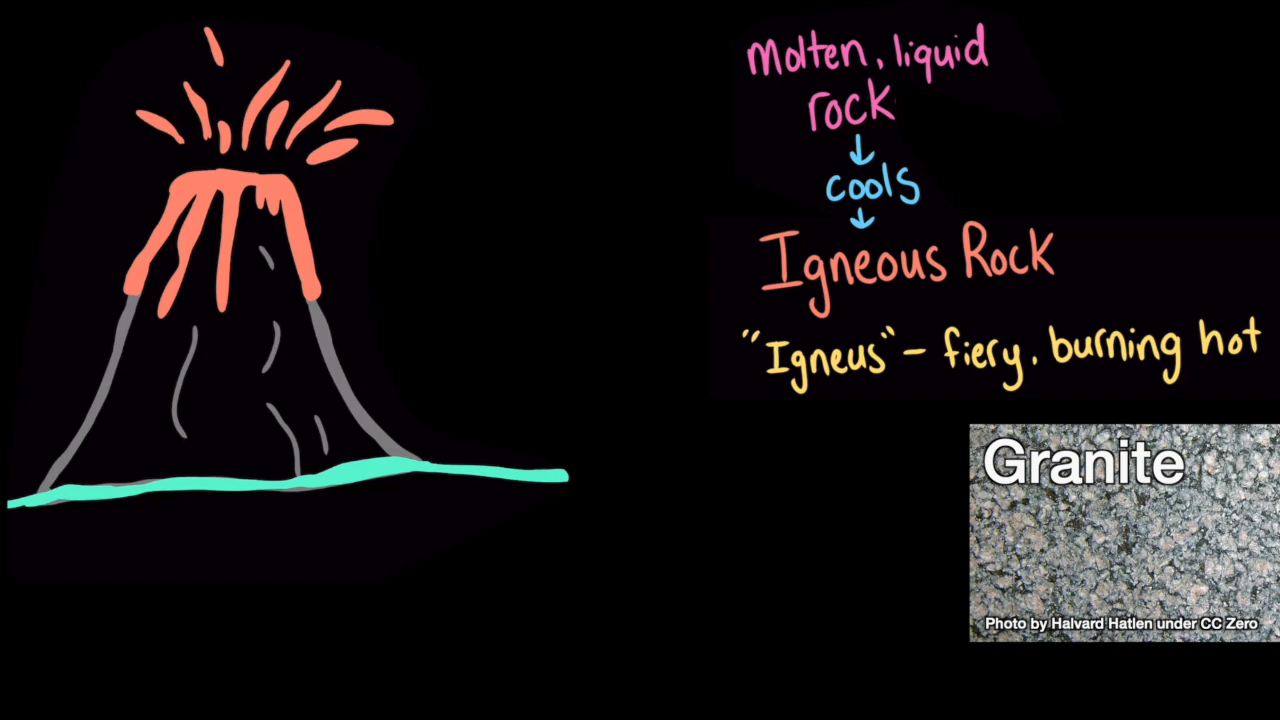 Molten, liquid
rock
↓
cools
↓
Igneous Rock
"Igneus" - fiery, burning hot
Granite
Photo by Halvard Hatlen under CC Zero